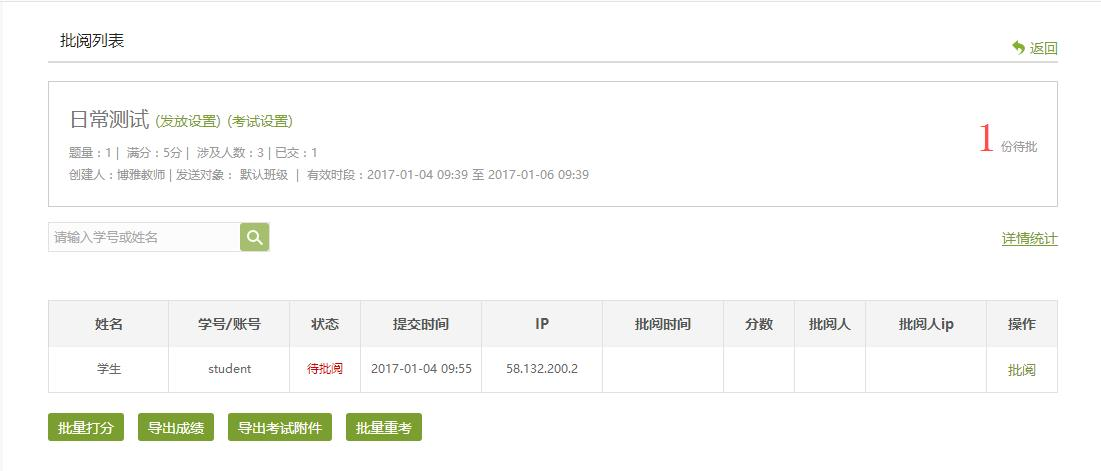 批阅列表
返回
日常测试 (发放设置) (考试设置)
题量：1 | 满分：5分 | 涉及人数：3 | 已交：1
1 份待批
创建人：博雅教师 | 发送对象： 默认班级 | 有效时段：2017-01-04 09:39 至 2017-01-06 09:39
请输入学号或姓名
详情统计
姓名 学号/账号 状态 提交时间 IP 批阅时间 分数 批阅人 批阅人ip 操作
学生 student 待批阅 2017-01-04 09:55 58.132.200.2 批阅
批量打分 导出成绩 导出考试附件 批量重考